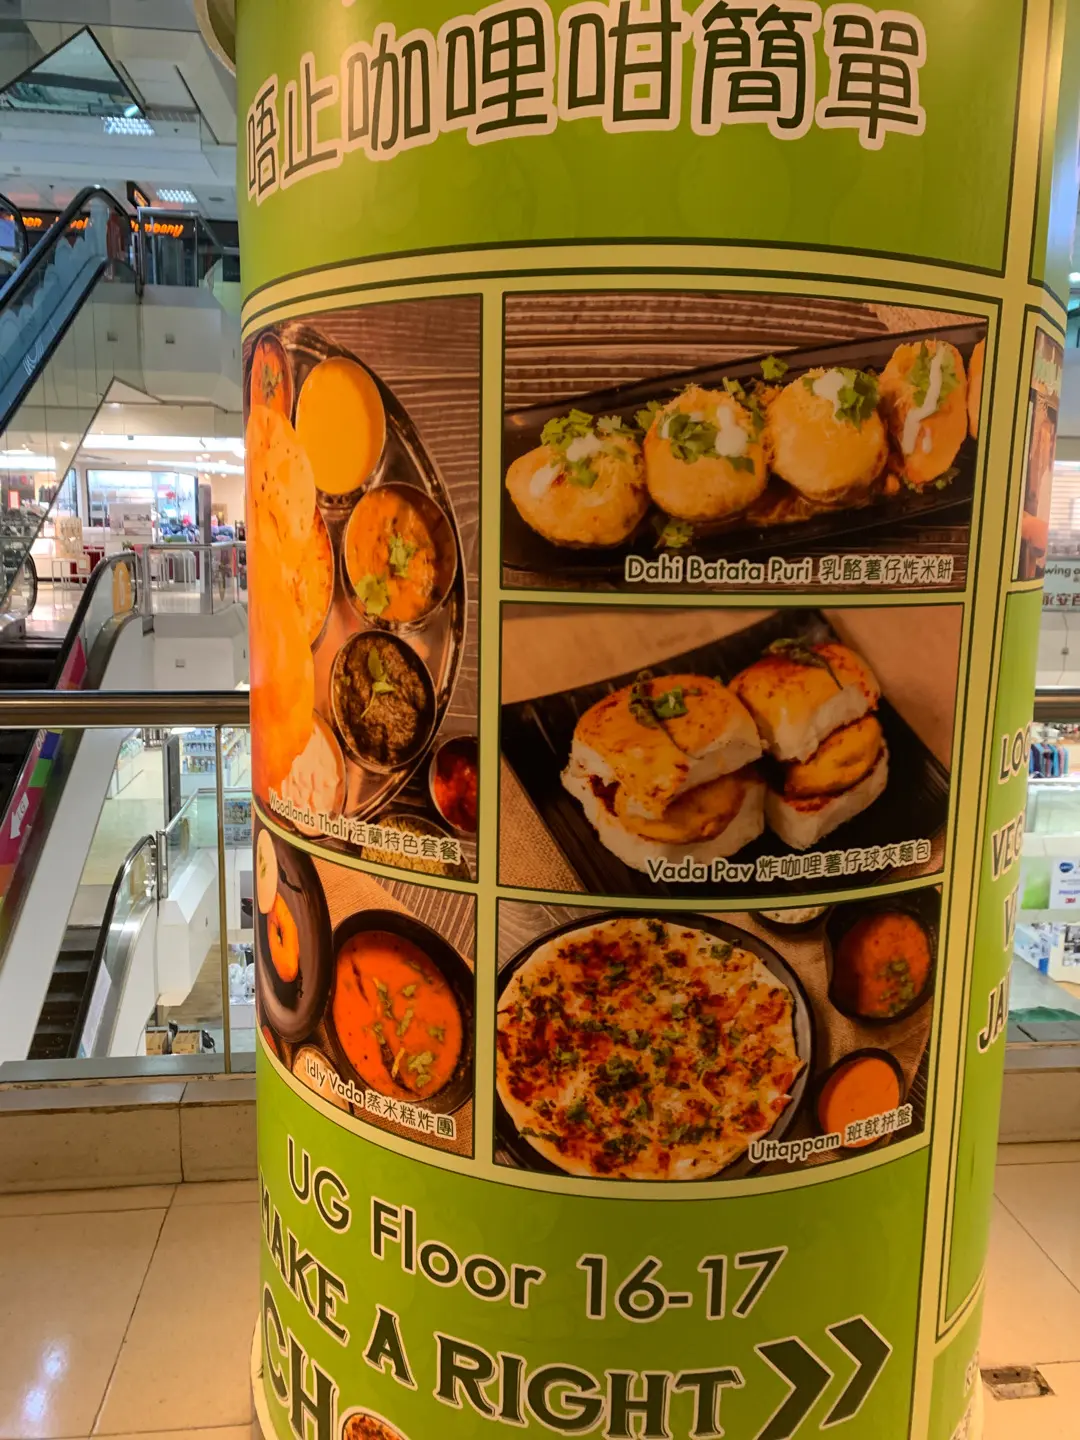 唔止咖哩咁簡單
Dahi Batata Puri 乳酪薯仔炸米餅
Woodlands Thali 活蘭特色套餐
Vada Pav 炸咖哩薯仔球夾麵包
Idly Vada 蒸米糕炸團
Uttappam 班戟拼盤
UG Floor 16-17
MAKE A RIGHT